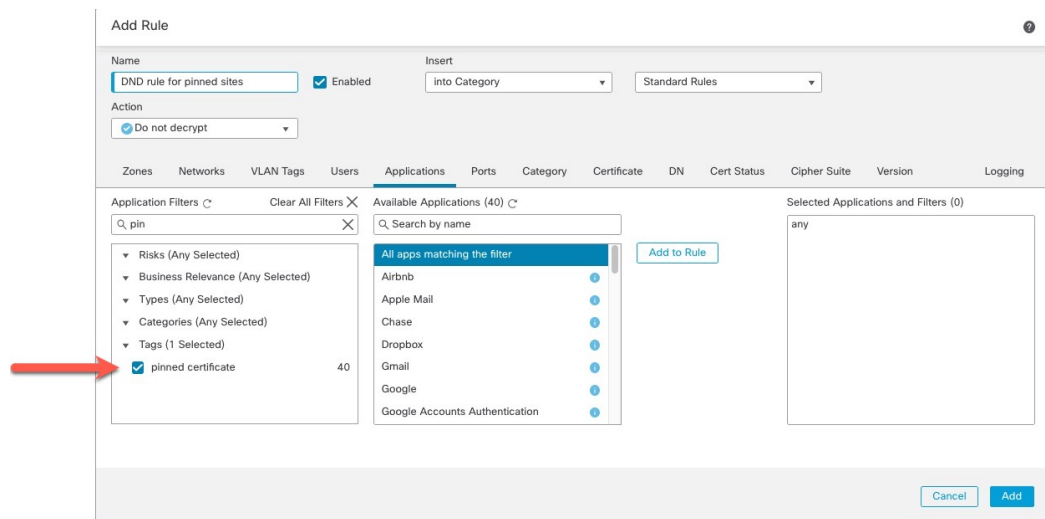 Add Rule
Name
Insert
DND rule for pinned sites
Enabled
into Category
Standard Rules
Action
Do not decrypt
Zones Networks VLAN Tags Users Applications Ports Category Certificate DN Cert Status Cipher Suite Version Logging
Application Filters Clear All Filters Available Applications (40) Selected Applications and Filters (0)
pin
Search by name
any
Risks (Any Selected)
All apps matching the filter
Add to Rule
Business Relevance (Any Selected)
Airbnb
Types (Any Selected)
Apple Mail
Categories (Any Selected)
Chase
Tags (1 Selected)
Dropbox
pinned certificate 40
Gmail
Google
Google Accounts Authentication
Cancel
Add